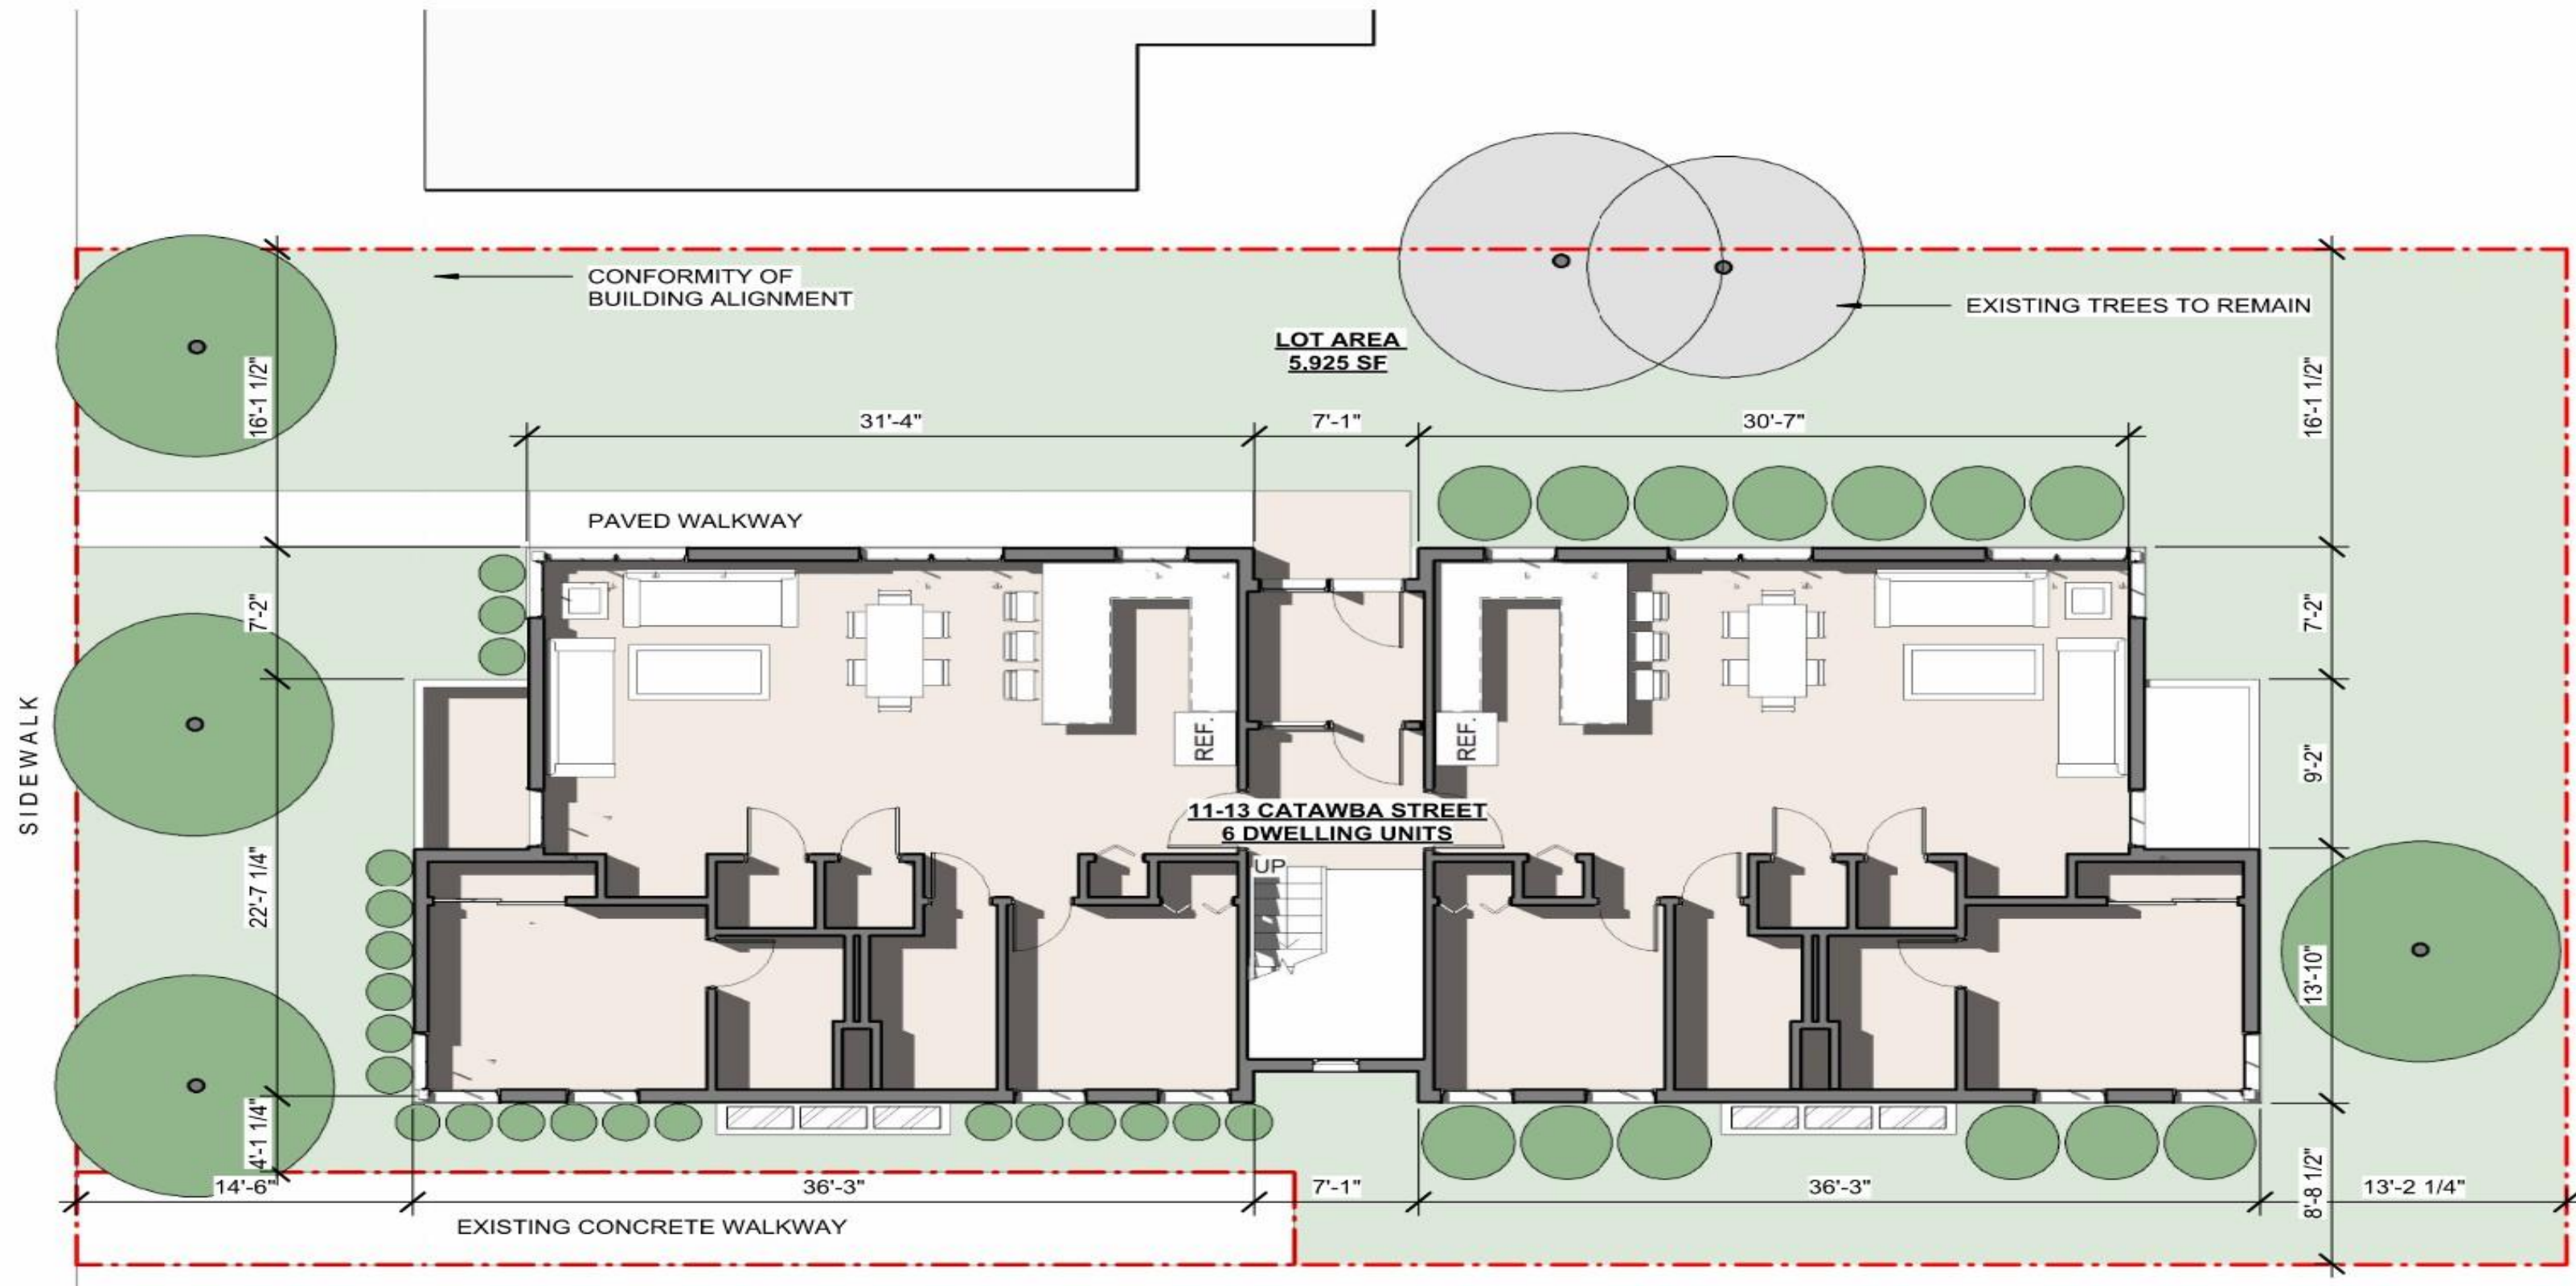 CONFORMITY OF
BUILDING ALIGNMENT
EXISTING TREES TO REMAIN
LOT AREA
5,925 SF
16'-1 1/2"
16'-1 1/2"
31'-4"
7'-1"
30'-7"
PAVED WALKWAY
7'-2"
7'-2"
SIDEWALK
REF.
REF.
9'-2"
11-13 CATAWBA STREET
6 DWELLING UNITS
UP
22'-7 1/4"
13'-10"
4'-1 1/4"
14'-6"
36'-3"
7'-1"
36'-3"
8'-8 1/2"
13'-2 1/4"
EXISTING CONCRETE WALKWAY